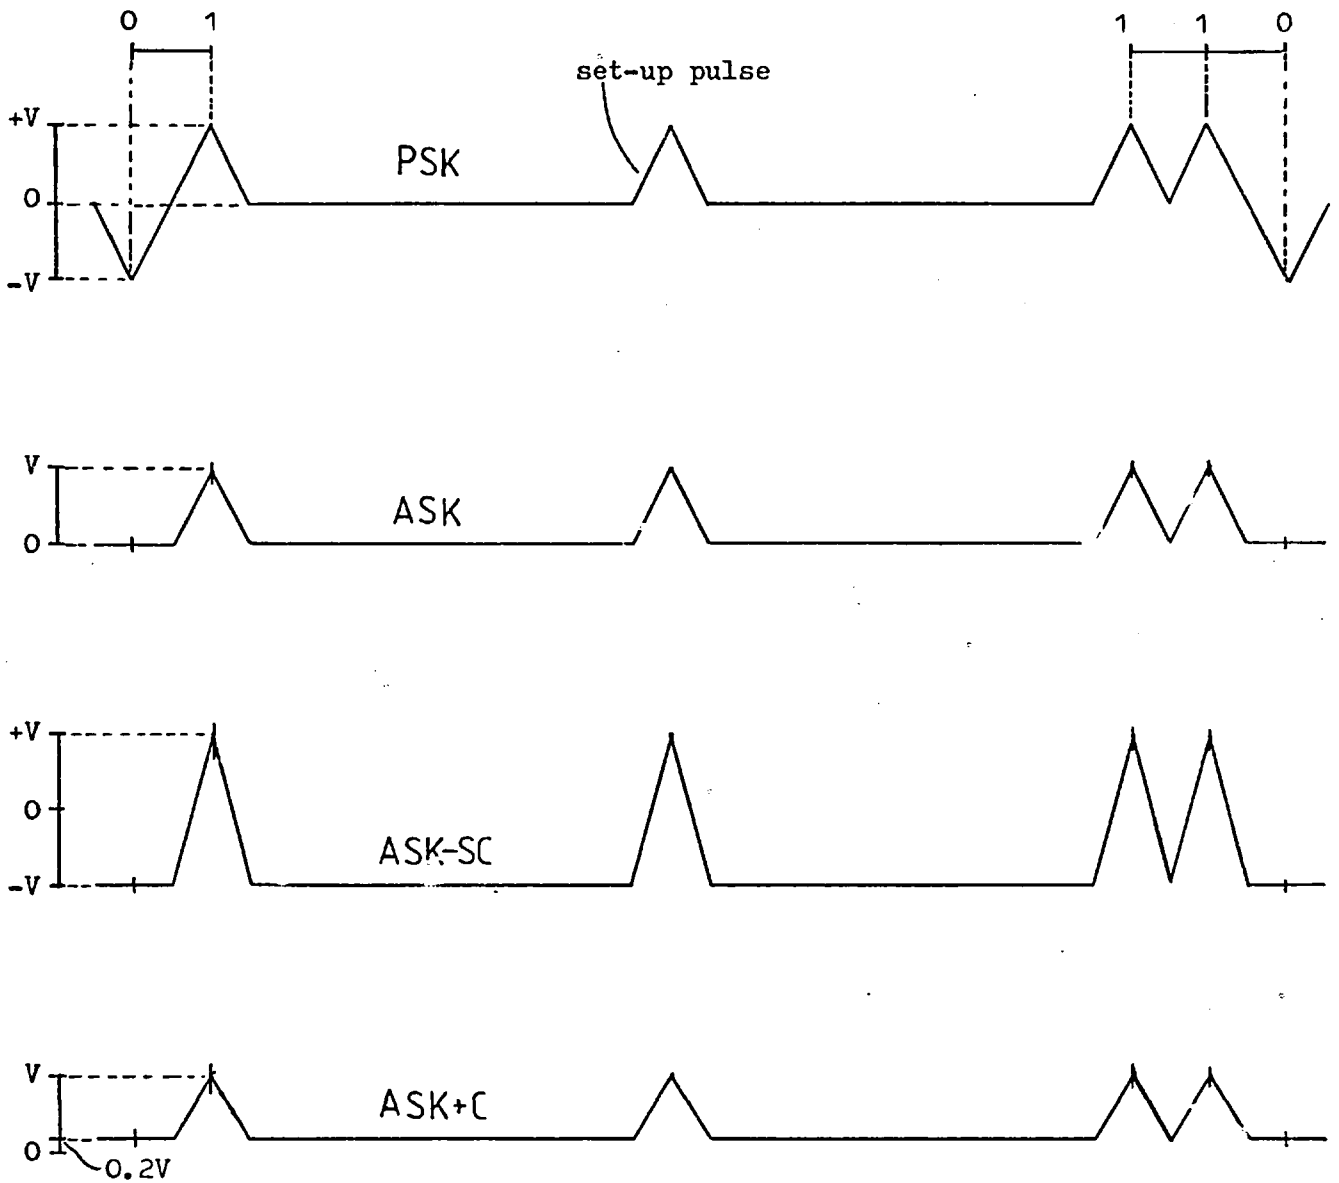 0 1
1 1 0
set-up pulse
+V
0
-V
PSK
V
0
ASK
+V
0
-V
ASK-SC
V
0
ASK+C
0.2V